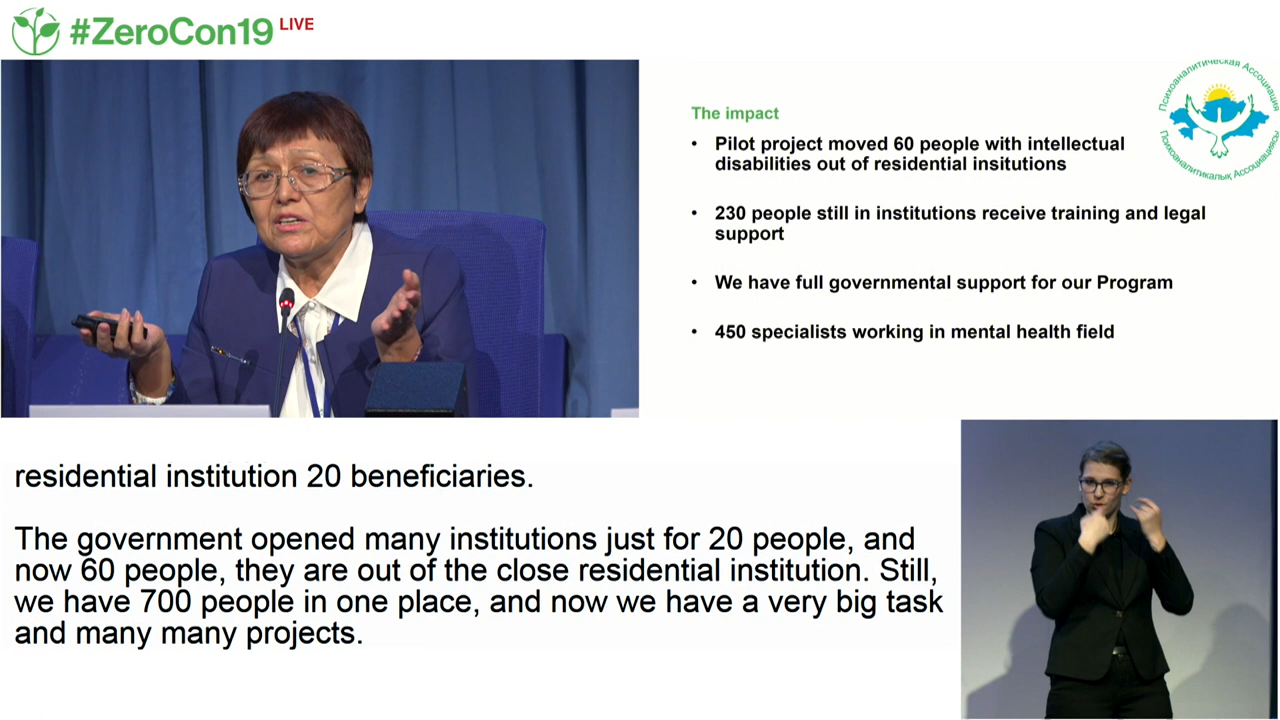 #ZeroCon19 LIVE
The impact
• Pilot project moved 60 people with intellectual
disabilities out of residential insitutions
• 230 people still in institutions receive training and legal
support
• We have full governmental support for our Program
• 450 specialists working in mental health field
Психоаналитическая Ассоциация
Психоаналитикалық Ассоциациясы
residential institution 20 beneficiaries.
The government opened many institutions just for 20 people, and
now 60 people, they are out of the close residential institution. Still,
we have 700 people in one place, and now we have a very big task
and many many projects.